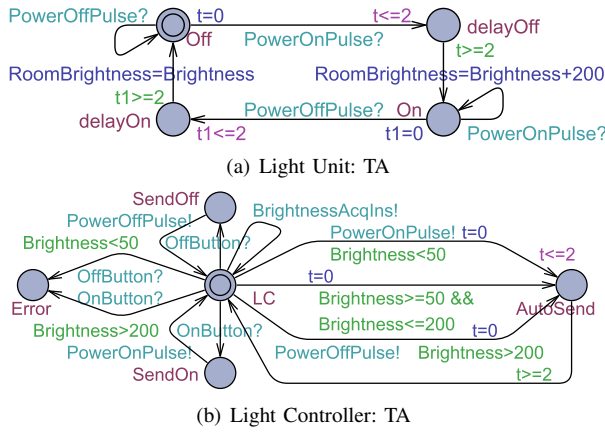 PowerOffPulse? t=0 t<=2 delayOff
Off PowerOnPulse? t>=2
RoomBrightness=Brightness RoomBrightness=Brightness+200
t1>=2 PowerOffPulse? On
delayOn t1<=2 t1=0 PowerOnPulse?
(a) Light Unit: TA
SendOff BrightnessAcqIns!
PowerOffPulse! PowerOnPulse! t=0
Brightness<50 OffButton? Brightness<50 t<=2
OffButton? t=0
OnButton? LC Brightness>=50 &&
Error AutoSend
Brightness>200 OnButton? Brightness<=200 t=0
PowerOnPulse! PowerOffPulse! Brightness>200
SendOn t>=2
(b) Light Controller: TA